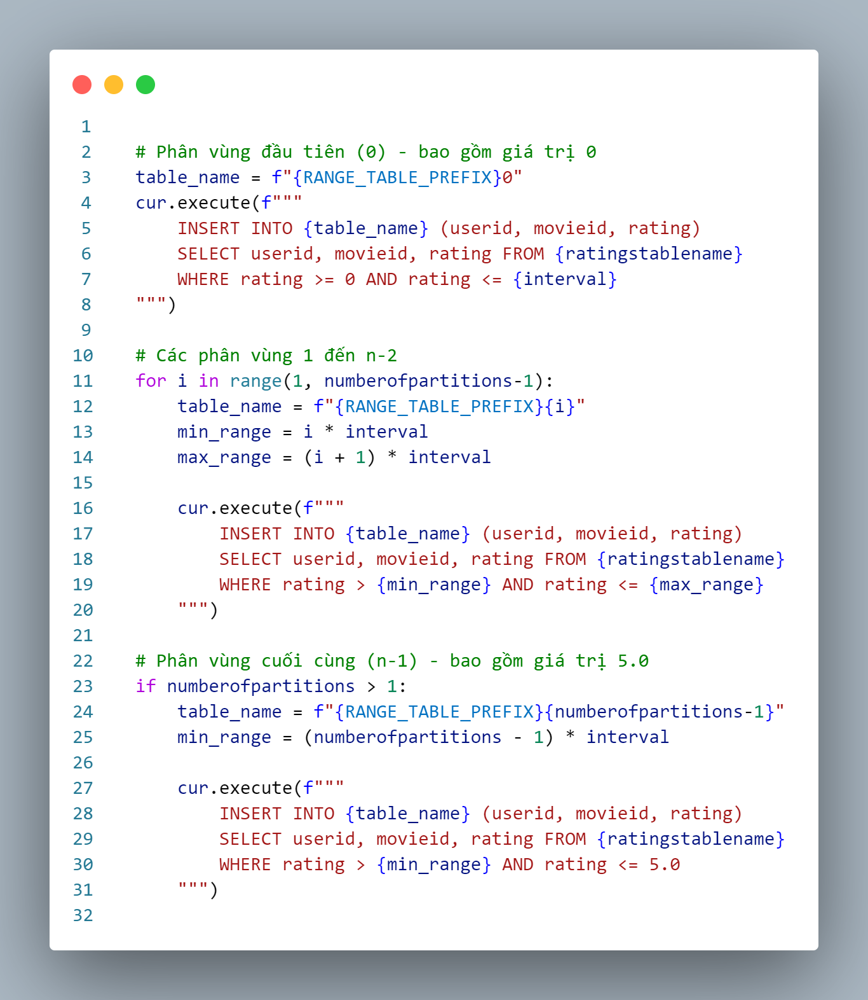 1
2 # Phân vùng đầu tiên (0) - bao gồm giá trị 0
3 table_name = f"{RANGE_TABLE_PREFIX}0"
4 cur.execute(f"""
5     INSERT INTO {table_name} (userid, movieid, rating)
6     SELECT userid, movieid, rating FROM {ratingstablename}
7     WHERE rating >= 0 AND rating <= {interval}
8 """)
9
10 # Các phân vùng 1 đến n-2
11 for i in range(1, numberofpartitions-1):
12     table_name = f"{RANGE_TABLE_PREFIX}{i}"
13     min_range = i * interval
14     max_range = (i + 1) * interval
15
16     cur.execute(f"""
17         INSERT INTO {table_name} (userid, movieid, rating)
18         SELECT userid, movieid, rating FROM {ratingstablename}
19         WHERE rating > {min_range} AND rating <= {max_range}
20     """)
21
22 # Phân vùng cuối cùng (n-1) - bao gồm giá trị 5.0
23 if numberofpartitions > 1:
24     table_name = f"{RANGE_TABLE_PREFIX}{numberofpartitions-1}"
25     min_range = (numberofpartitions - 1) * interval
26
27     cur.execute(f"""
28         INSERT INTO {table_name} (userid, movieid, rating)
29         SELECT userid, movieid, rating FROM {ratingstablename}
30         WHERE rating > {min_range} AND rating <= 5.0
31     """)
32